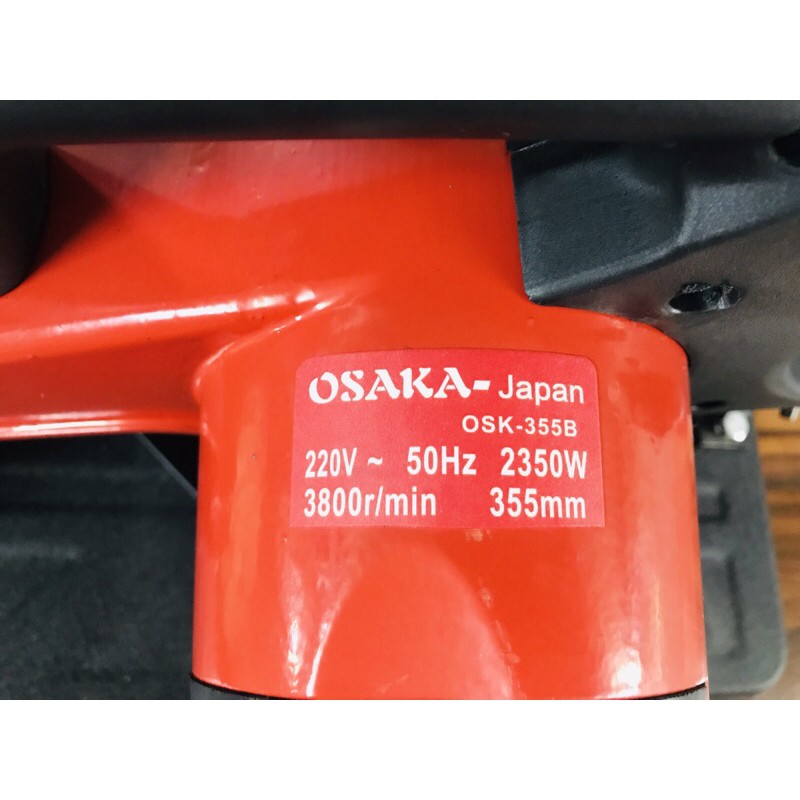 OSAKA- Japan
OSK-355B
220V ~ 50Hz 2350W
3800r/min 355mm